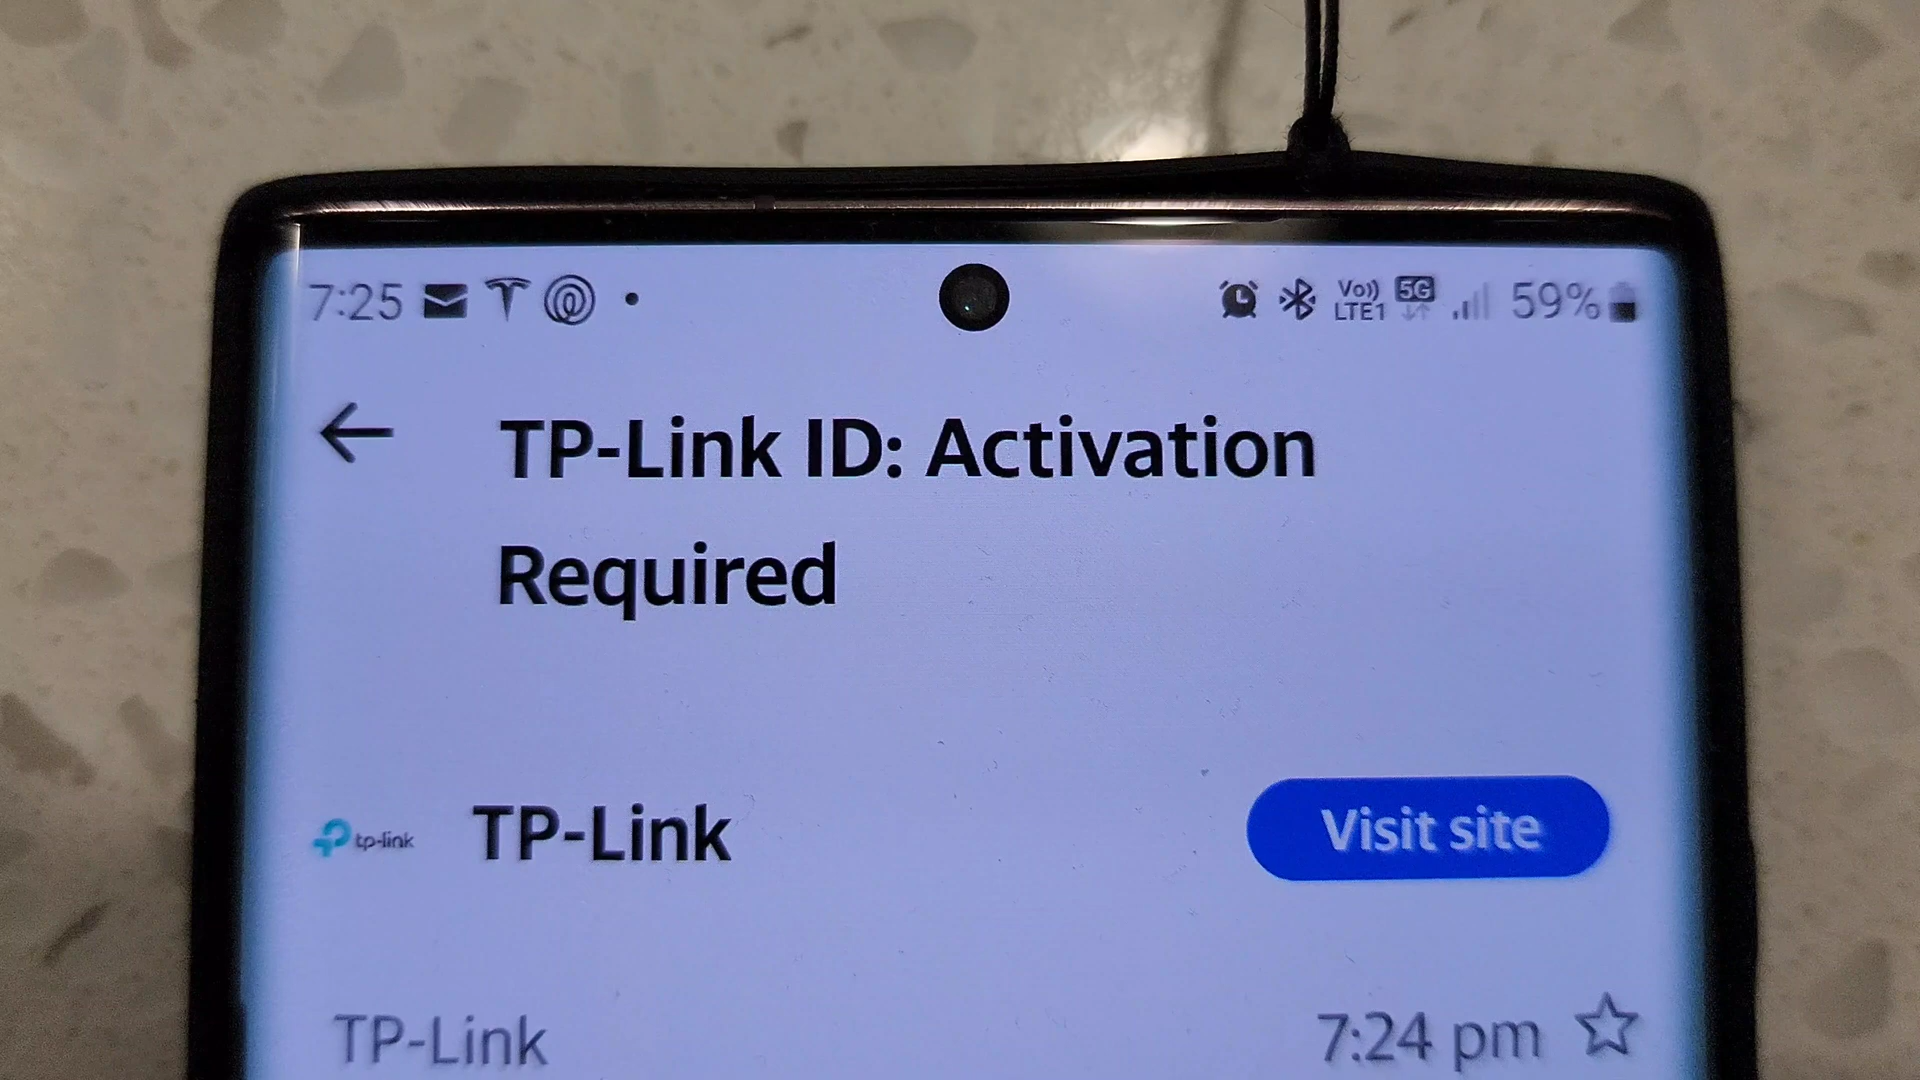 7:25 Vo)) LTE1 5G 59%
TP-Link ID: Activation
Required
tp-link TP-Link Visit site
TP-Link 7:24 pm